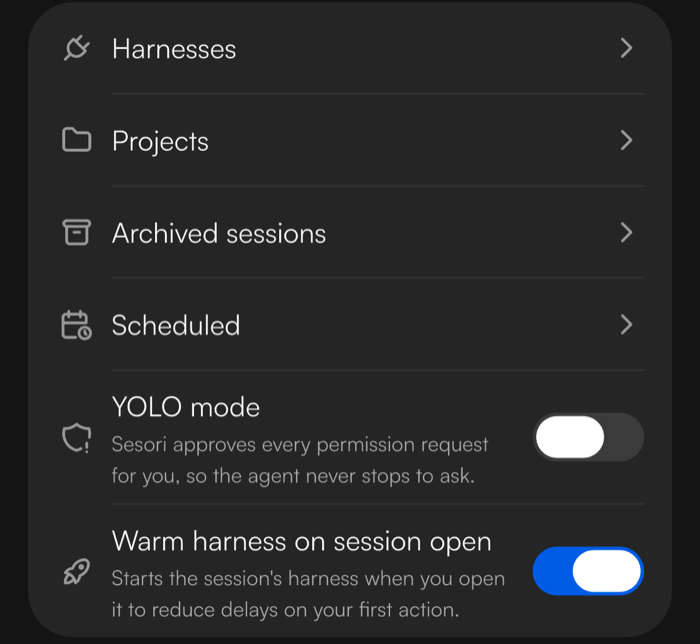 Harnesses
Projects
Archived sessions
Scheduled
YOLO mode
Sesori approves every permission request
for you, so the agent never stops to ask.
Warm harness on session open
Starts the session's harness when you open
it to reduce delays on your first action.